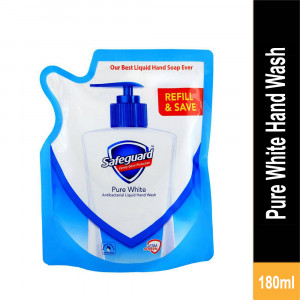 Our Best Liquid Hand Soap Ever
REFILL
& SAVE
Safeguard
Pure White
Antibacterial Liquid Hand Wash
Pure White Hand Wash
180ml